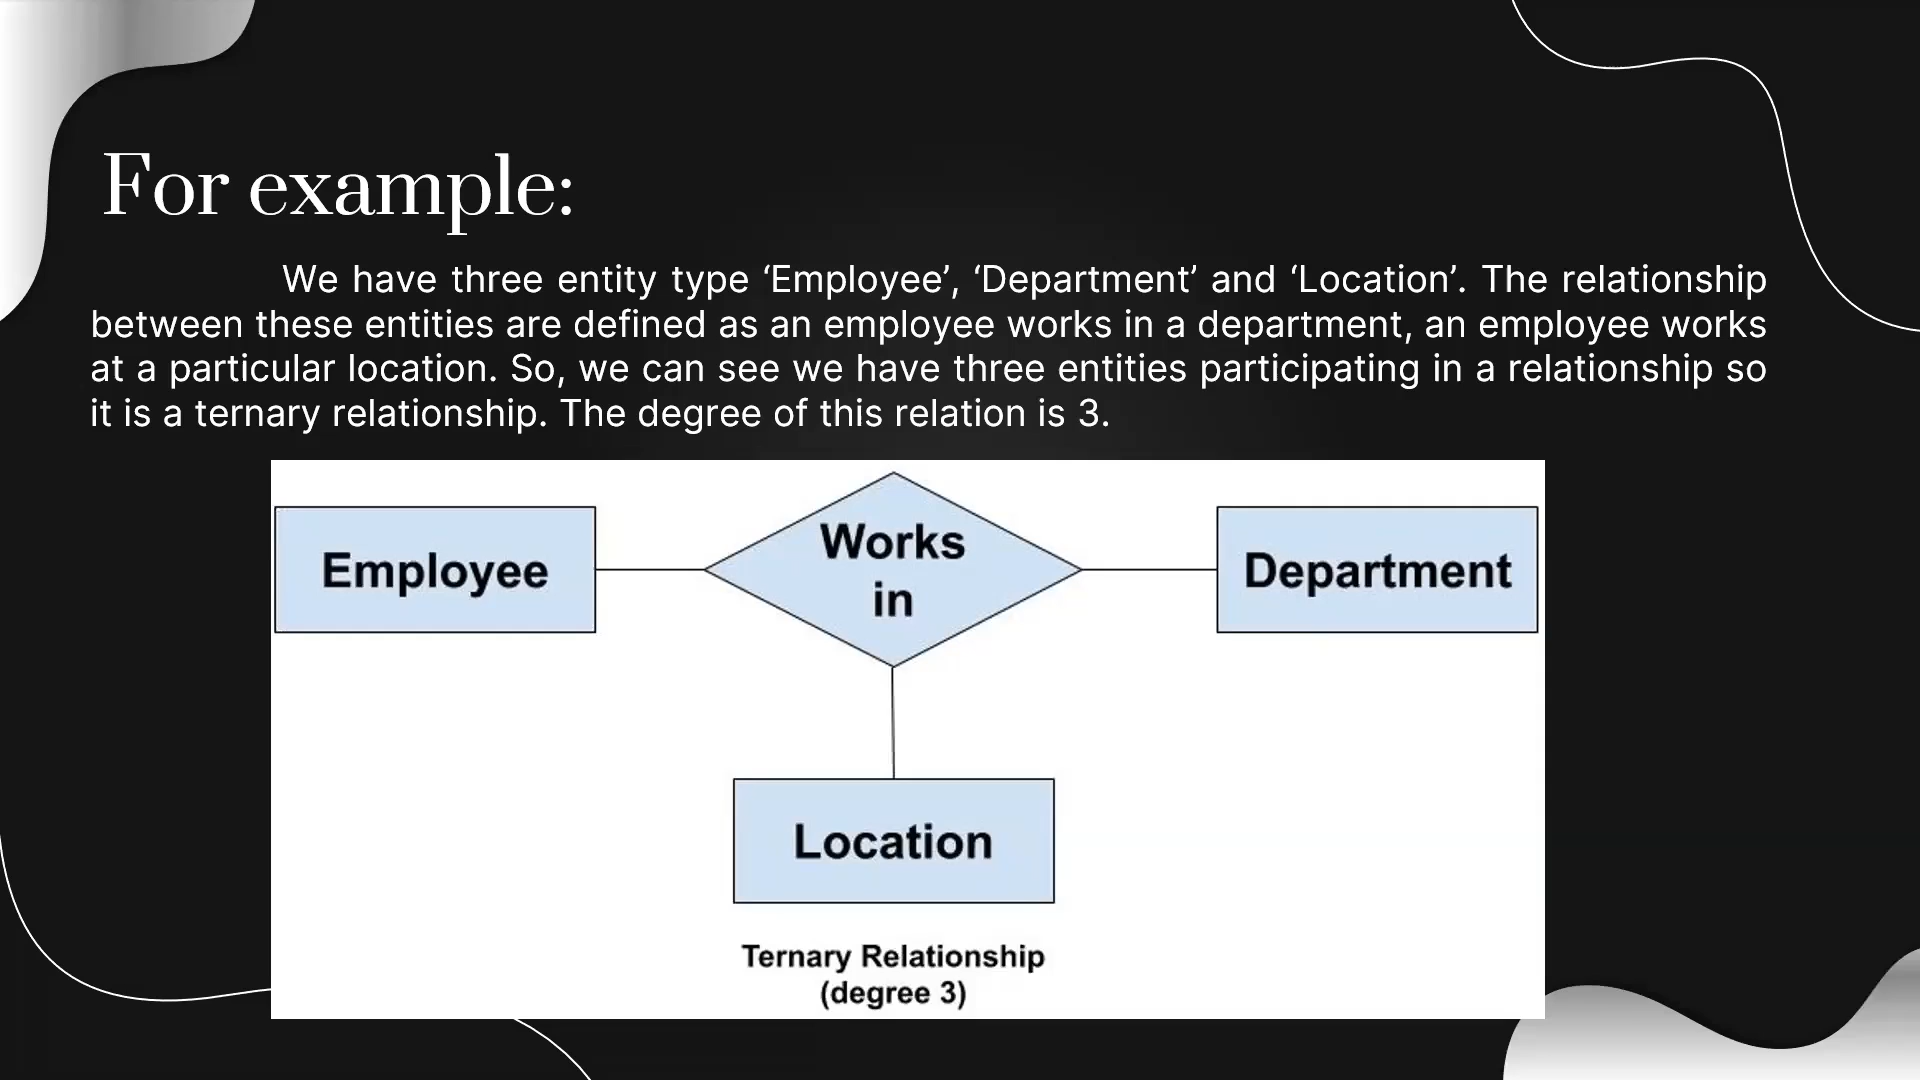 For example:
We have three entity type ‘Employee’, ‘Department’ and ‘Location’. The relationship
between these entities are defined as an employee works in a department, an employee works
at a particular location. So, we can see we have three entities participating in a relationship so
it is a ternary relationship. The degree of this relation is 3.
Works
in
Employee
Department
Location
Ternary Relationship
(degree 3)